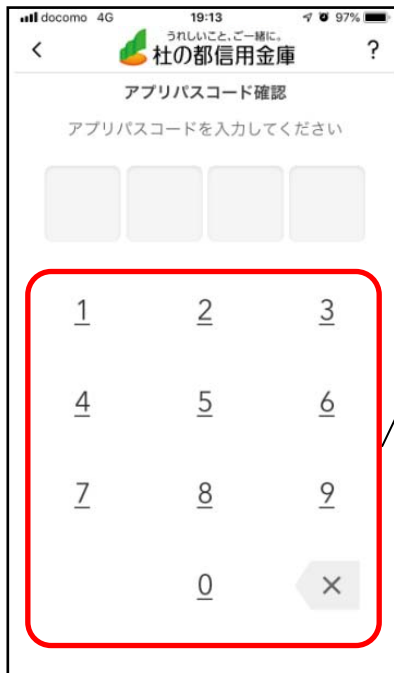 docomo 4G 19:13 97%
うれしいこと、ご一緒に。
杜の都信用金庫
?
アプリパスコード確認
アプリパスコードを入力してください
1 2 3
4 5 6
7 8 9
0